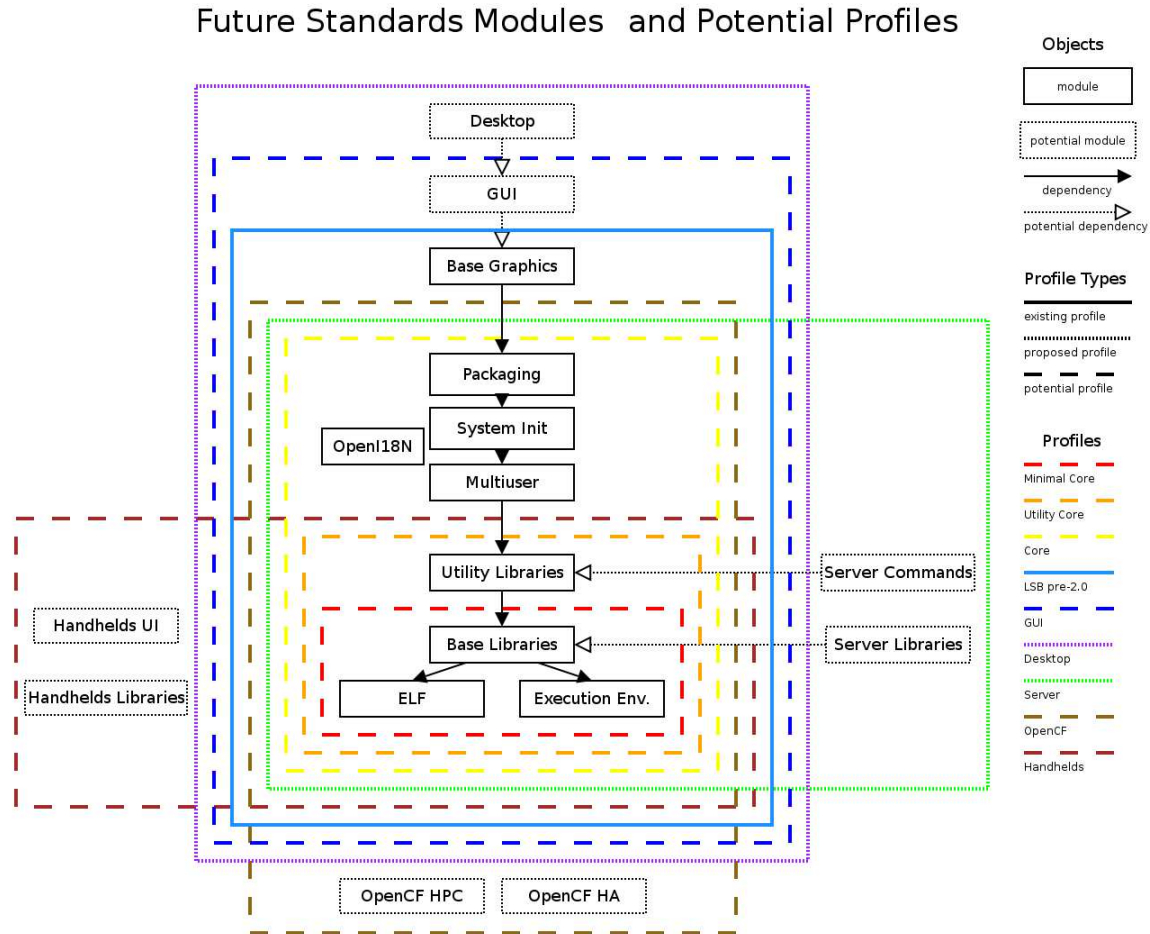 Future Standards Modules and Potential Profiles
Desktop
GUI
Base Graphics
Packaging
System Init
OpenI18N
Multiuser
Utility Libraries
Server Commands
Base Libraries
Server Libraries
Handhelds UI
Handhelds Libraries
ELF
Execution Env.
OpenCF HPC
OpenCF HA
Objects
module
potential module
dependency
potential dependency
Profile Types
existing profile
proposed profile
potential profile
Profiles
Minimal Core
Utility Core
Core
LSB pre-2.0
GUI
Desktop
Server
OpenCF
Handhelds